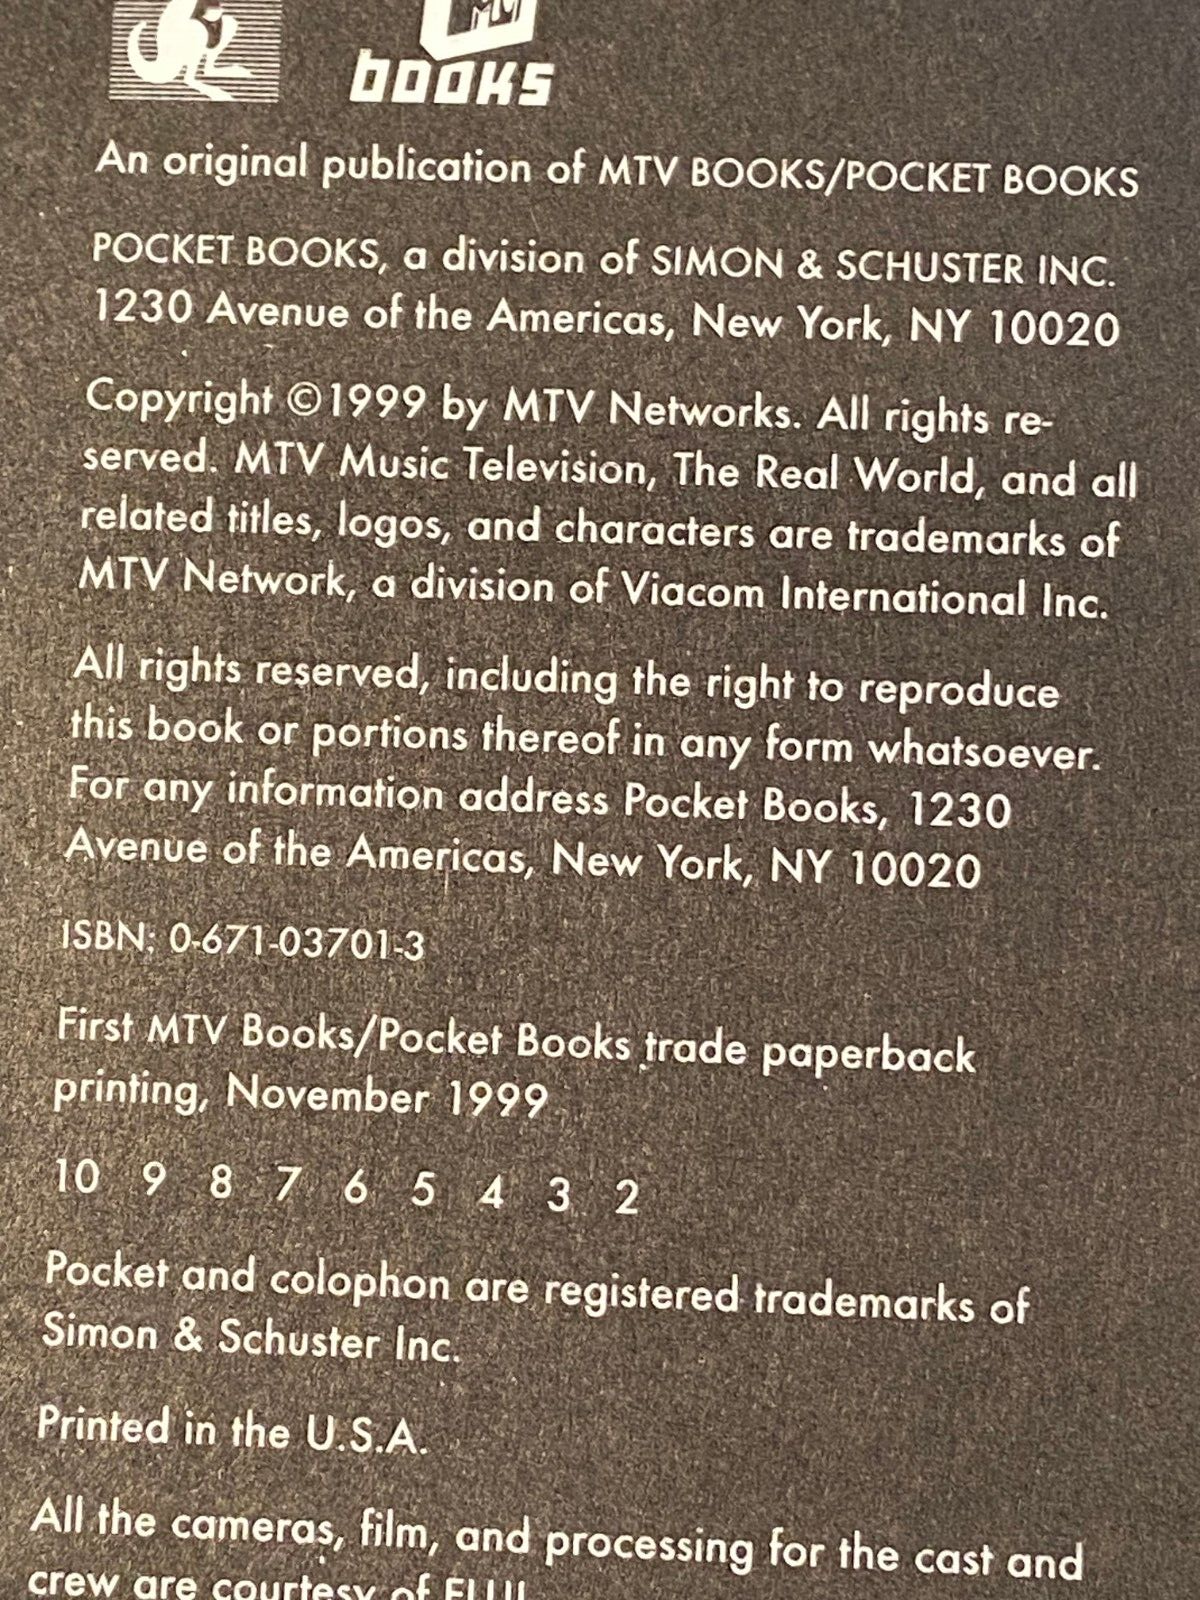 MTV
books
An original publication of MTV BOOKS/POCKET BOOKS
POCKET BOOKS, a division of SIMON & SCHUSTER INC.
1230 Avenue of the Americas, New York, NY 10020
Copyright ©1999 by MTV Networks. All rights re-
served. MTV Music Television, The Real World, and all
related titles, logos, and characters are trademarks of
MTV Network, a division of Viacom International Inc.
All rights reserved, including the right to reproduce
this book or portions thereof in any form whatsoever.
For any information address Pocket Books, 1230
Avenue of the Americas, New York, NY 10020
ISBN: 0-671-03701-3
First MTV Books/Pocket Books trade paperback
printing, November 1999
10 9 8 7 6 5 4 3 2
Pocket and colophon are registered trademarks of
Simon & Schuster Inc.
Printed in the U.S.A.
All the cameras, film, and processing for the cast and
crew are courtesy of FUJI